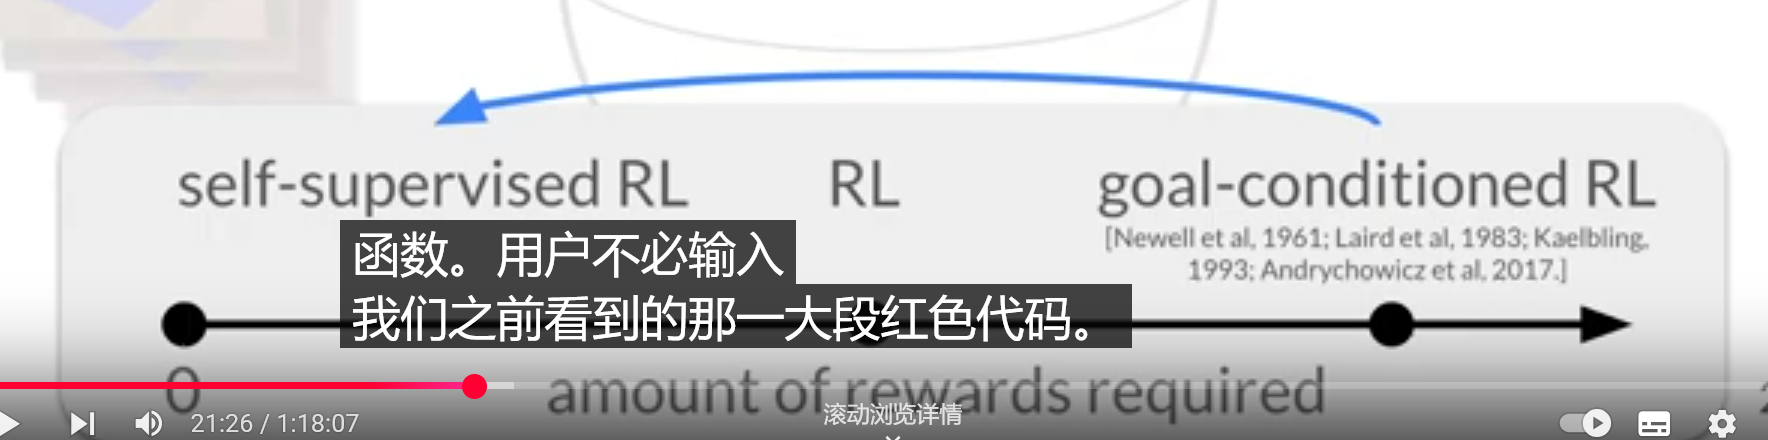 self-supervised RL RL goal-conditioned RL
[Newell et al, 1961; Laird et al, 1983; Kaelbling,
1993; Andrychowicz et al, 2017.]
函数。用户不必输入
我们之前看到的那一大段红色代码。
0 amount of rewards required
21:26 / 1:18:07
滚动浏览详情